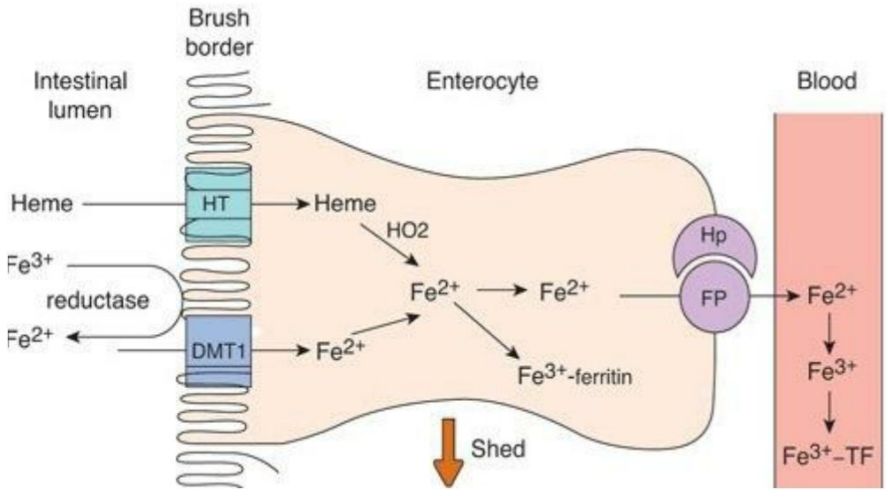 Brush
border
Intestinal
lumen
Enterocyte
Blood
Heme
HT
Heme
HO2
Fe3+
reductase
Fe2+
DMT1
Fe2+
Fe2+
Fe2+
Fe3+-ferritin
Hp
FP
Fe2+
Fe3+
Fe3+–TF
Shed